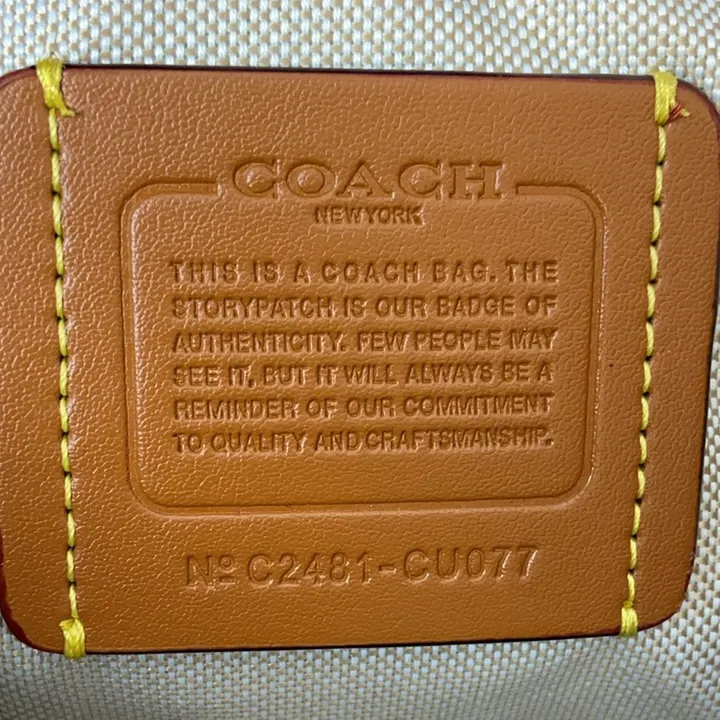 COACH
NEW YORK
THIS IS A COACH BAG. THE
STORYPATCH IS OUR BADGE OF
AUTHENTICITY. FEW PEOPLE MAY
SEE IT, BUT IT WILL ALWAYS BE A
REMINDER OF OUR COMMITMENT
TO QUALITY AND CRAFTSMANSHIP.
Nº C2481-CU077